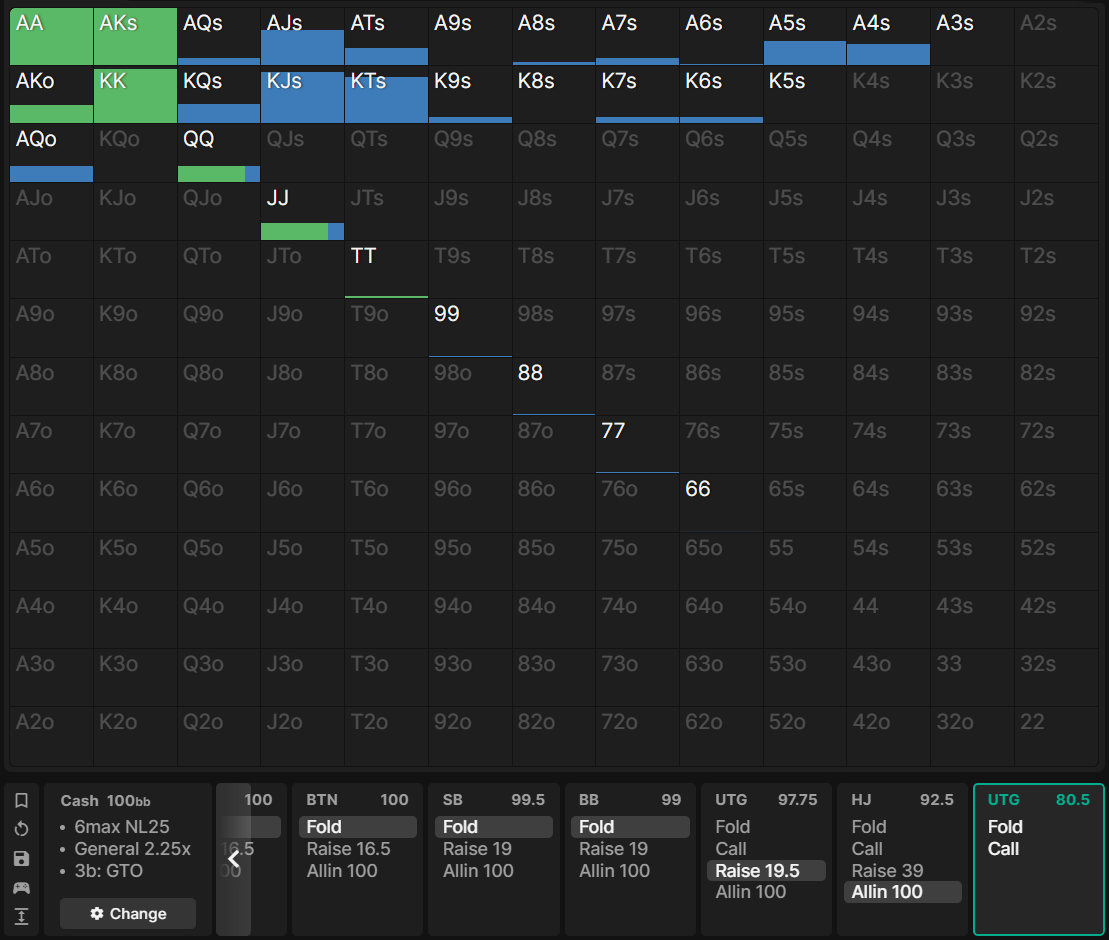 AA AKs AQs AJs ATs A9s A8s A7s A6s A5s A4s A3s A2s
AKo KK KQs KJs KTs K9s K8s K7s K6s K5s K4s K3s K2s
AQo KQo QQ QJs QTs Q9s Q8s Q7s Q6s Q5s Q4s Q3s Q2s
AJo KJo QJo JJ JTs J9s J8s J7s J6s J5s J4s J3s J2s
ATo KTo QTo JTo TT T9s T8s T7s T6s T5s T4s T3s T2s
A9o K9o Q9o J9o T9o 99 98s 97s 96s 95s 94s 93s 92s
A8o K8o Q8o J8o T8o 98o 88 87s 86s 85s 84s 83s 82s
A7o K7o Q7o J7o T7o 97o 87o 77 76s 75s 74s 73s 72s
A6o K6o Q6o J6o T6o 96o 86o 76o 66 65s 64s 63s 62s
A5o K5o Q5o J5o T5o 95o 85o 75o 65o 55 54s 53s 52s
A4o K4o Q4o J4o T4o 94o 84o 74o 64o 54o 44 43s 42s
A3o K3o Q3o J3o T3o 93o 83o 73o 63o 53o 43o 33 32s
A2o K2o Q2o J2o T2o 92o 82o 72o 62o 52o 42o 32o 22
Cash 100bb
• 6max NL25
• General 2.25x
• 3b: GTO
Change
100
16.5
00
BTN 100
Fold
Raise 16.5
Allin 100
SB 99.5
Fold
Raise 19
Allin 100
BB 99
Fold
Raise 19
Allin 100
UTG 97.75
Fold
Call
Raise 19.5
Allin 100
HJ 92.5
Fold
Call
Raise 39
Allin 100
UTG 80.5
Fold
Call